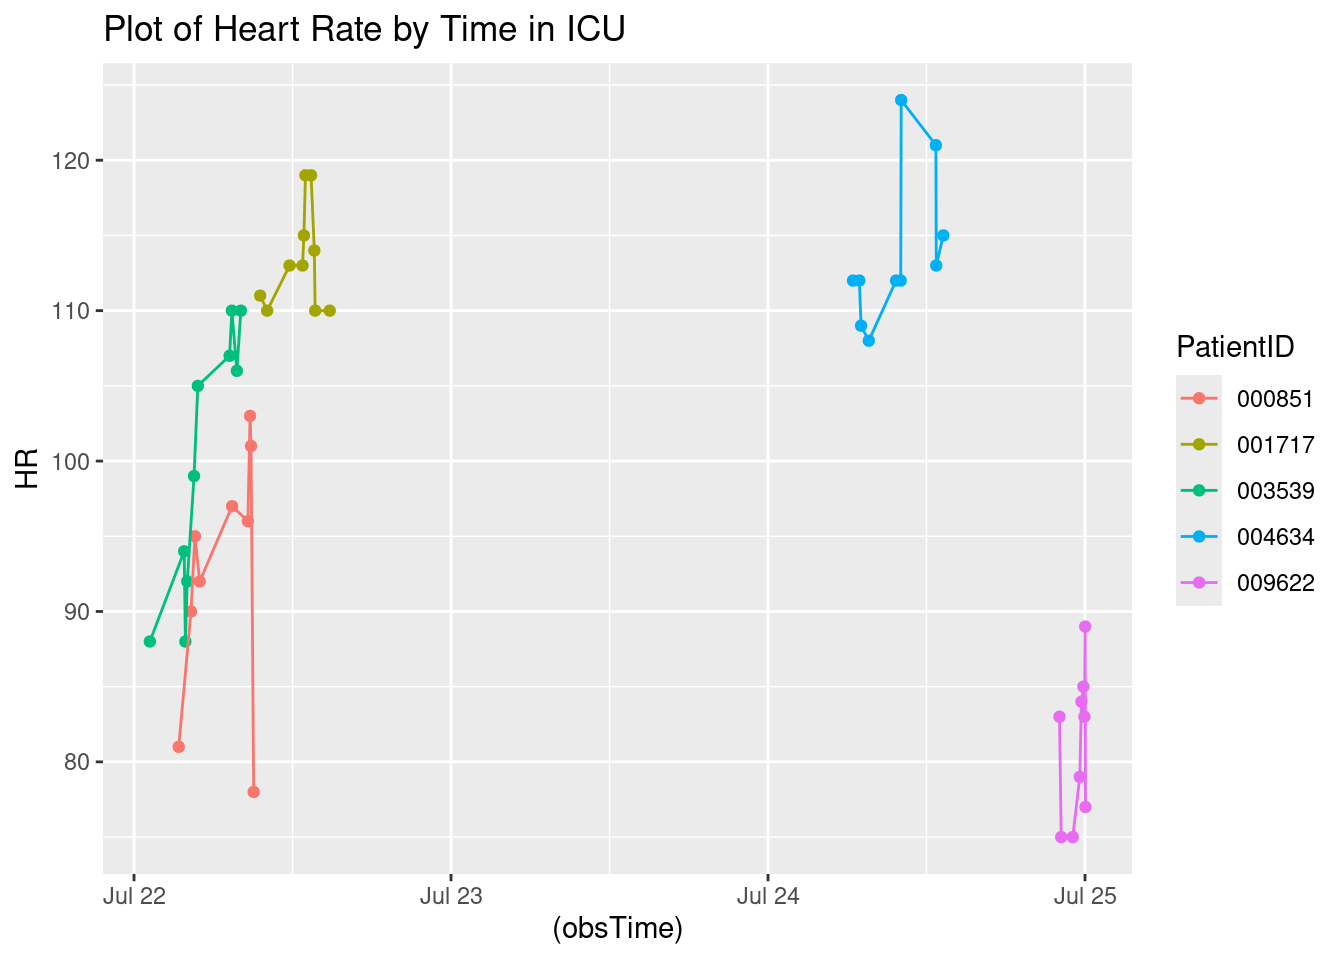 Plot of Heart Rate by Time in ICU
120
110
100
90
80
HR
Jul 22
Jul 23
Jul 24
Jul 25
(obsTime)
PatientID
000851
001717
003539
004634
009622